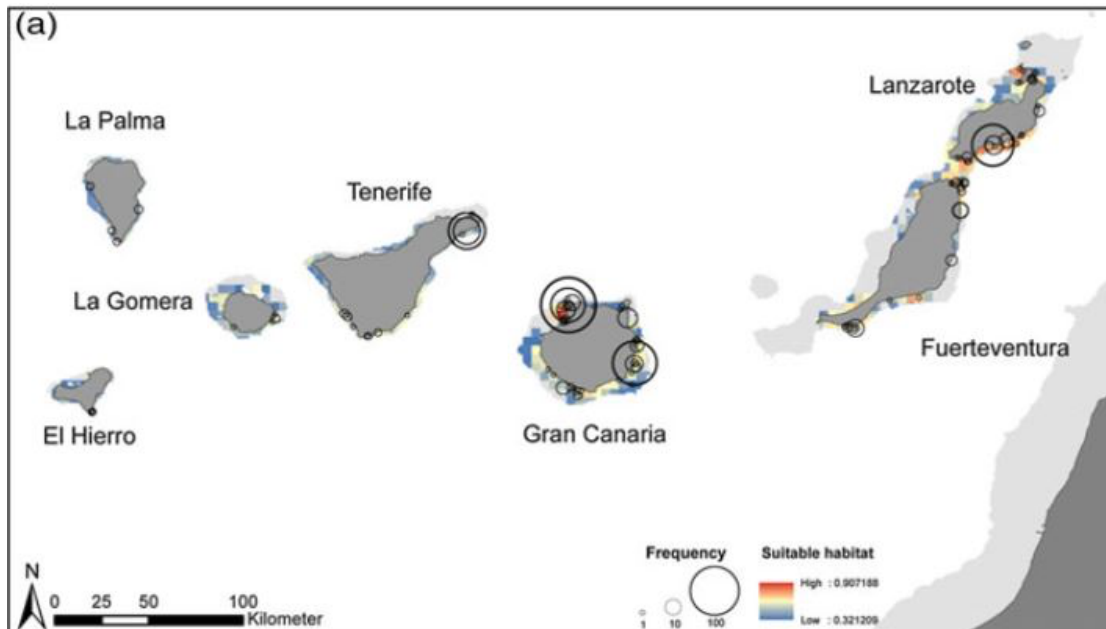 (a)
La Palma
Tenerife
Lanzarote
La Gomera
El Hierro
Gran Canaria
Fuerteventura
N
0 25 50 100
Kilometer
Frequency
1 10 100
Suitable habitat
High : 0.907188
Low : 0.321209